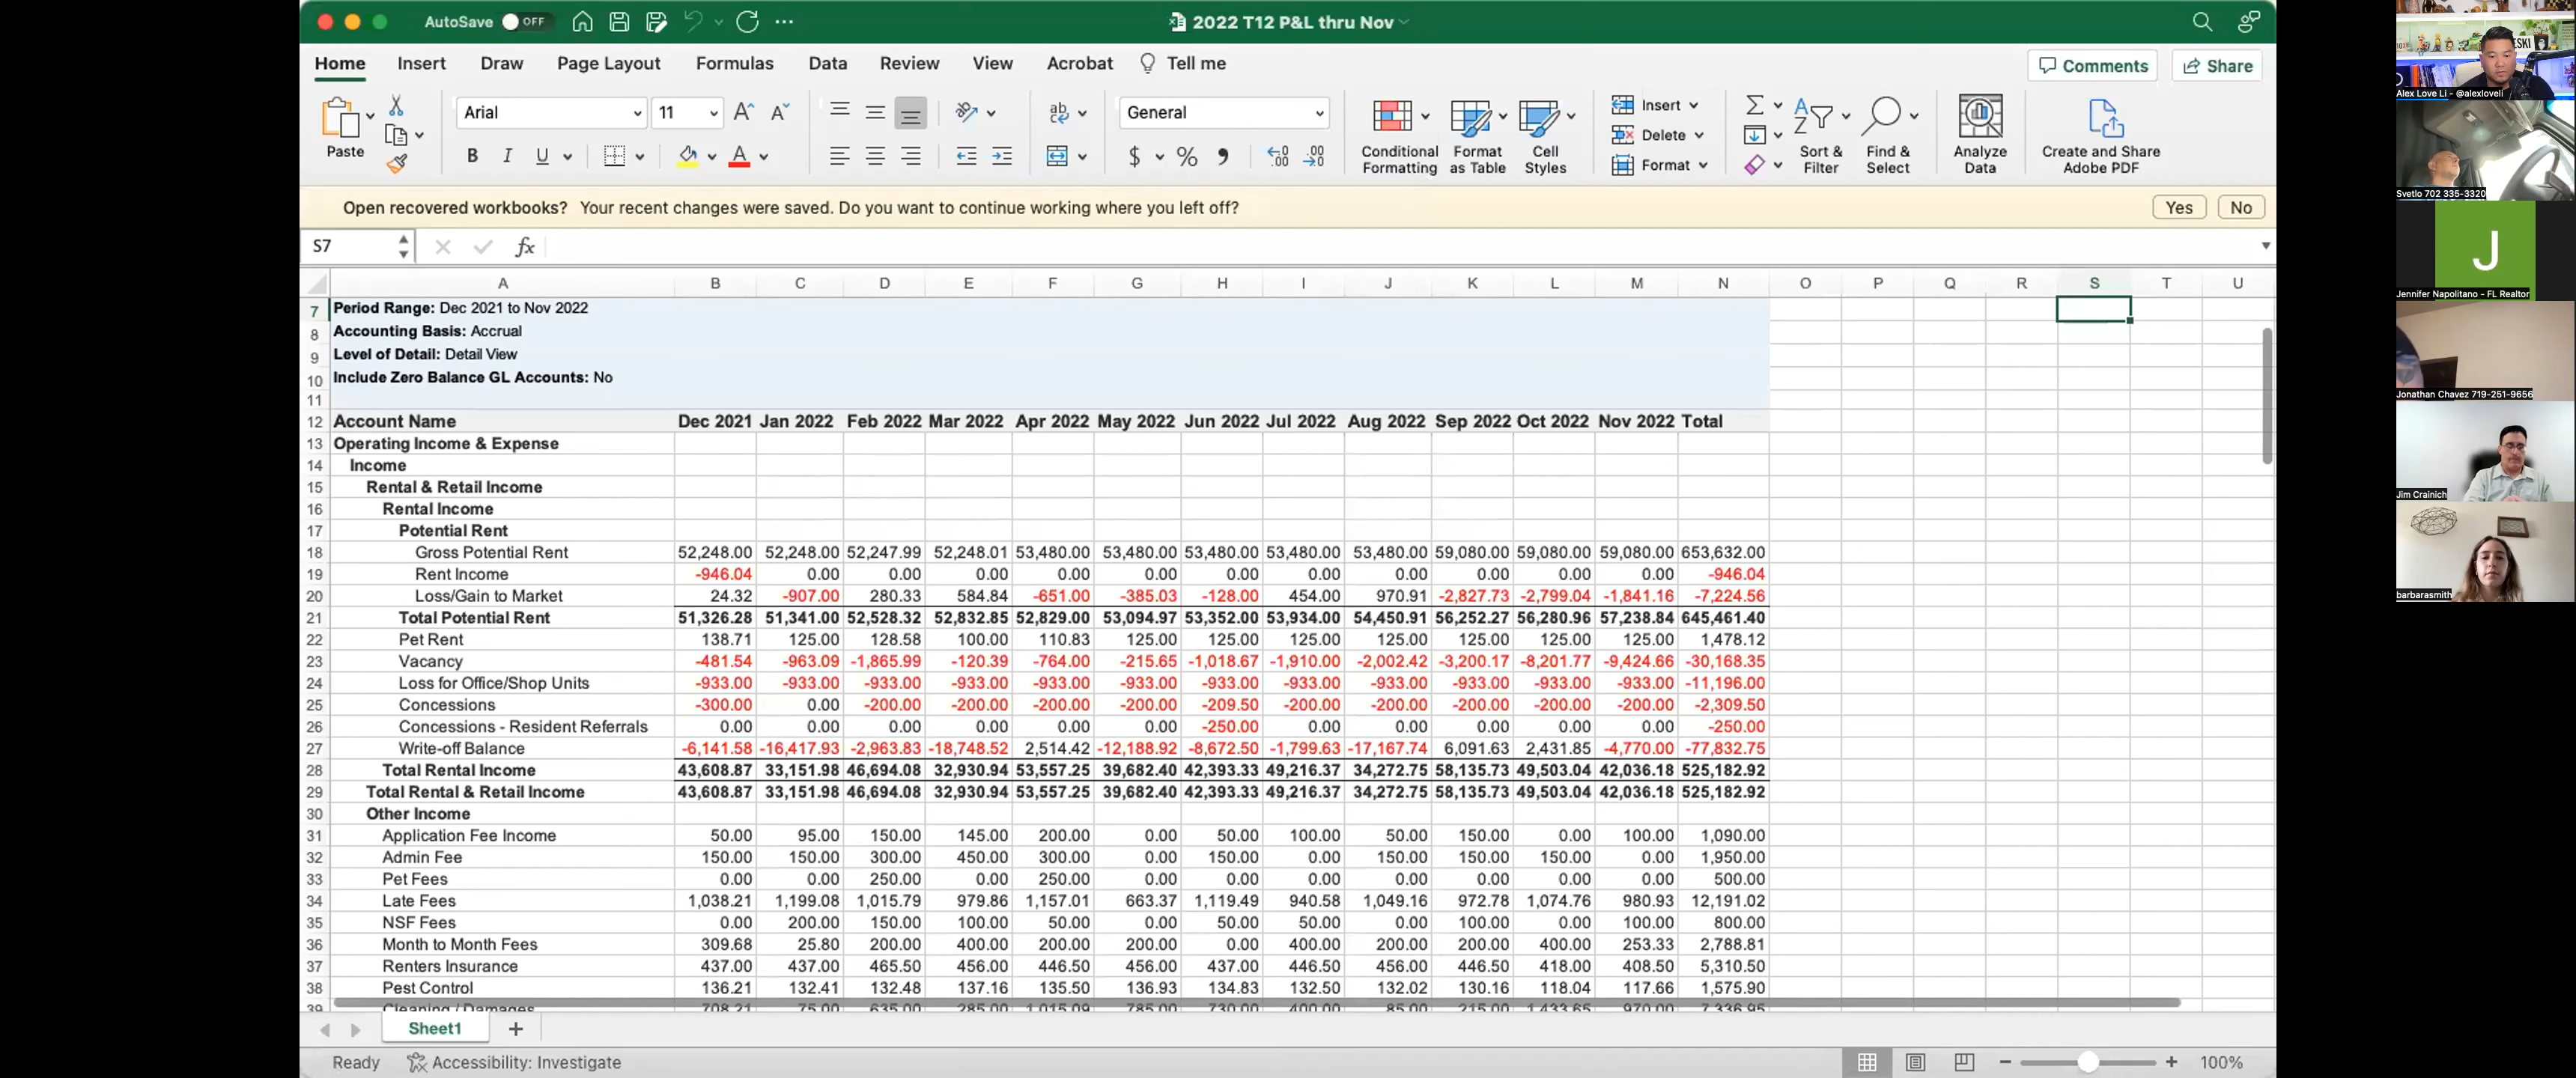 AutoSave OFF 2022 T12 P&L thru Nov
Home Insert Draw Page Layout Formulas Data Review View Acrobat Tell me Comments Share
Paste Arial 11 General Conditional Formatting Format as Table Cell Styles Insert Delete Format Sort & Filter Find & Select Analyze Data Create and Share Adobe PDF
Open recovered workbooks? Your recent changes were saved. Do you want to continue working where you left off? Yes No
S7 fx
A B C D E F G H I J K L M N O P Q R S T U
7 Period Range: Dec 2021 to Nov 2022
8 Accounting Basis: Accrual
9 Level of Detail: Detail View
10 Include Zero Balance GL Accounts: No
11
12 Account Name Dec 2021 Jan 2022 Feb 2022 Mar 2022 Apr 2022 May 2022 Jun 2022 Jul 2022 Aug 2022 Sep 2022 Oct 2022 Nov 2022 Total
13 Operating Income & Expense
14 Income
15 Rental & Retail Income
16 Rental Income
17 Potential Rent
18 Gross Potential Rent 52,248.00 52,248.00 52,247.99 52,248.01 53,480.00 53,480.00 53,480.00 53,480.00 53,480.00 59,080.00 59,080.00 59,080.00 653,632.00
19 Rent Income -946.04 0.00 0.00 0.00 0.00 0.00 0.00 0.00 0.00 0.00 0.00 0.00 -946.04
20 Loss/Gain to Market 24.32 -907.00 280.33 584.84 -651.00 -385.03 -128.00 454.00 970.91 -2,827.73 -2,799.04 -1,841.16 -7,224.56
21 Total Potential Rent 51,326.28 51,341.00 52,528.32 52,832.85 52,829.00 53,094.97 53,352.00 53,934.00 54,450.91 56,252.27 56,280.96 57,238.84 645,461.40
22 Pet Rent 138.71 125.00 128.58 100.00 110.83 125.00 125.00 125.00 125.00 125.00 125.00 125.00 1,478.12
23 Vacancy -481.54 -963.09 -1,865.99 -120.39 -764.00 -215.65 -1,018.67 -1,910.00 -2,002.42 -3,200.17 -8,201.77 -9,424.66 -30,168.35
24 Loss for Office/Shop Units -933.00 -933.00 -933.00 -933.00 -933.00 -933.00 -933.00 -933.00 -933.00 -933.00 -933.00 -933.00 -11,196.00
25 Concessions -300.00 0.00 -200.00 -200.00 -200.00 -200.00 -209.50 -200.00 -200.00 -200.00 -200.00 -200.00 -2,309.50
26 Concessions - Resident Referrals 0.00 0.00 0.00 0.00 0.00 0.00 -250.00 0.00 0.00 0.00 0.00 0.00 -250.00
27 Write-off Balance -6,141.58 -16,417.93 -2,963.83 -18,748.52 2,514.42 -12,188.92 -8,672.50 -1,799.63 -17,167.74 6,091.63 2,431.85 -4,770.00 -77,832.75
28 Total Rental Income 43,608.87 33,151.98 46,694.08 32,930.94 53,557.25 39,682.40 42,393.33 49,216.37 34,272.75 58,135.73 49,503.04 42,036.18 525,182.92
29 Total Rental & Retail Income 43,608.87 33,151.98 46,694.08 32,930.94 53,557.25 39,682.40 42,393.33 49,216.37 34,272.75 58,135.73 49,503.04 42,036.18 525,182.92
30 Other Income
31 Application Fee Income 50.00 95.00 150.00 145.00 200.00 0.00 50.00 100.00 50.00 150.00 0.00 100.00 1,090.00
32 Admin Fee 150.00 150.00 300.00 450.00 300.00 0.00 150.00 0.00 150.00 150.00 150.00 0.00 1,950.00
33 Pet Fees 0.00 0.00 250.00 0.00 250.00 0.00 0.00 0.00 0.00 0.00 0.00 0.00 500.00
34 Late Fees 1,038.21 1,199.08 1,015.79 979.86 1,157.01 663.37 1,119.49 940.58 1,049.16 972.78 1,074.76 980.93 12,191.02
35 NSF Fees 0.00 200.00 150.00 100.00 50.00 0.00 50.00 50.00 0.00 100.00 0.00 100.00 800.00
36 Month to Month Fees 309.68 25.80 200.00 400.00 200.00 200.00 0.00 400.00 200.00 200.00 400.00 253.33 2,788.81
37 Renters Insurance 437.00 437.00 465.50 456.00 446.50 456.00 437.00 446.50 456.00 446.50 418.00 408.50 5,310.50
38 Pest Control 136.21 132.41 132.48 137.16 135.50 136.93 134.83 132.50 132.02 130.16 118.04 117.66 1,575.90
39 Cleaning / Damages 708.21 75.00 635.00 285.00 1,015.09 785.00 730.00 400.00 85.00 215.00 1,433.65 970.00 7,336.95
Sheet1 +
Ready Accessibility: Investigate 100%
Alex Love Li - @alexloveli
Svetlo 702 335-3320
J
Jennifer Napolitano - FL Realtor
Jonathan Chavez 719-251-9656
Jim Crainich
barbarasmith